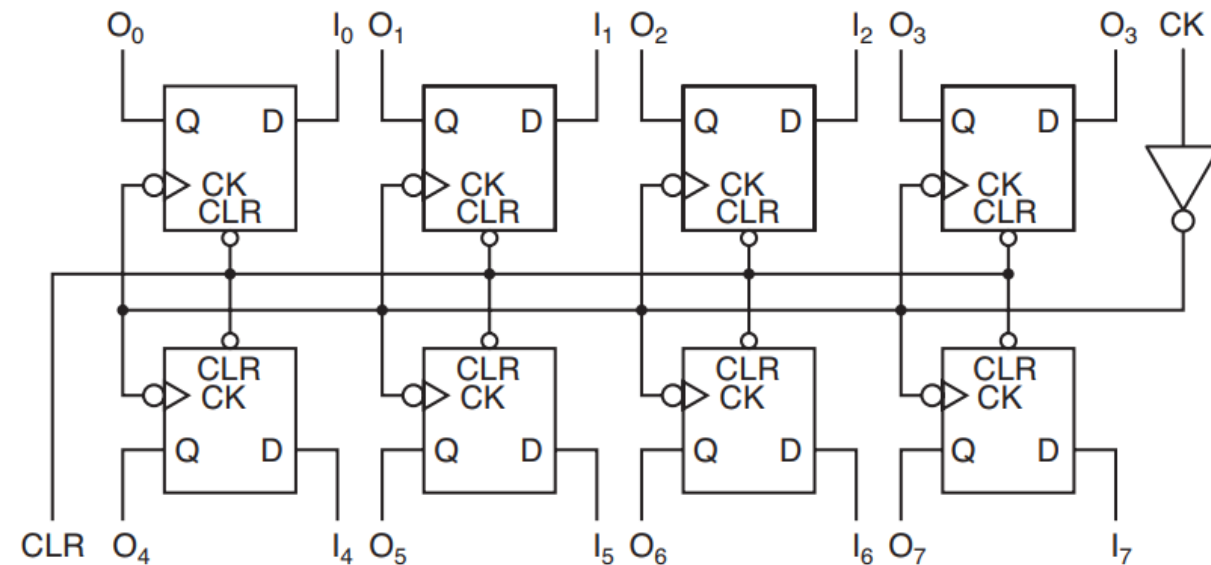 O₀ I₀ O₁ I₁ O₂ I₂ O₃ O₃ CK
Q D Q D Q D Q D
CK CK CK CK
CLR CLR CLR CLR
CLR CLR CLR CLR
CK CK CK CK
Q D Q D Q D Q D
CLR O₄ I₄ O₅ I₅ O₆ I₆ O₇ I₇